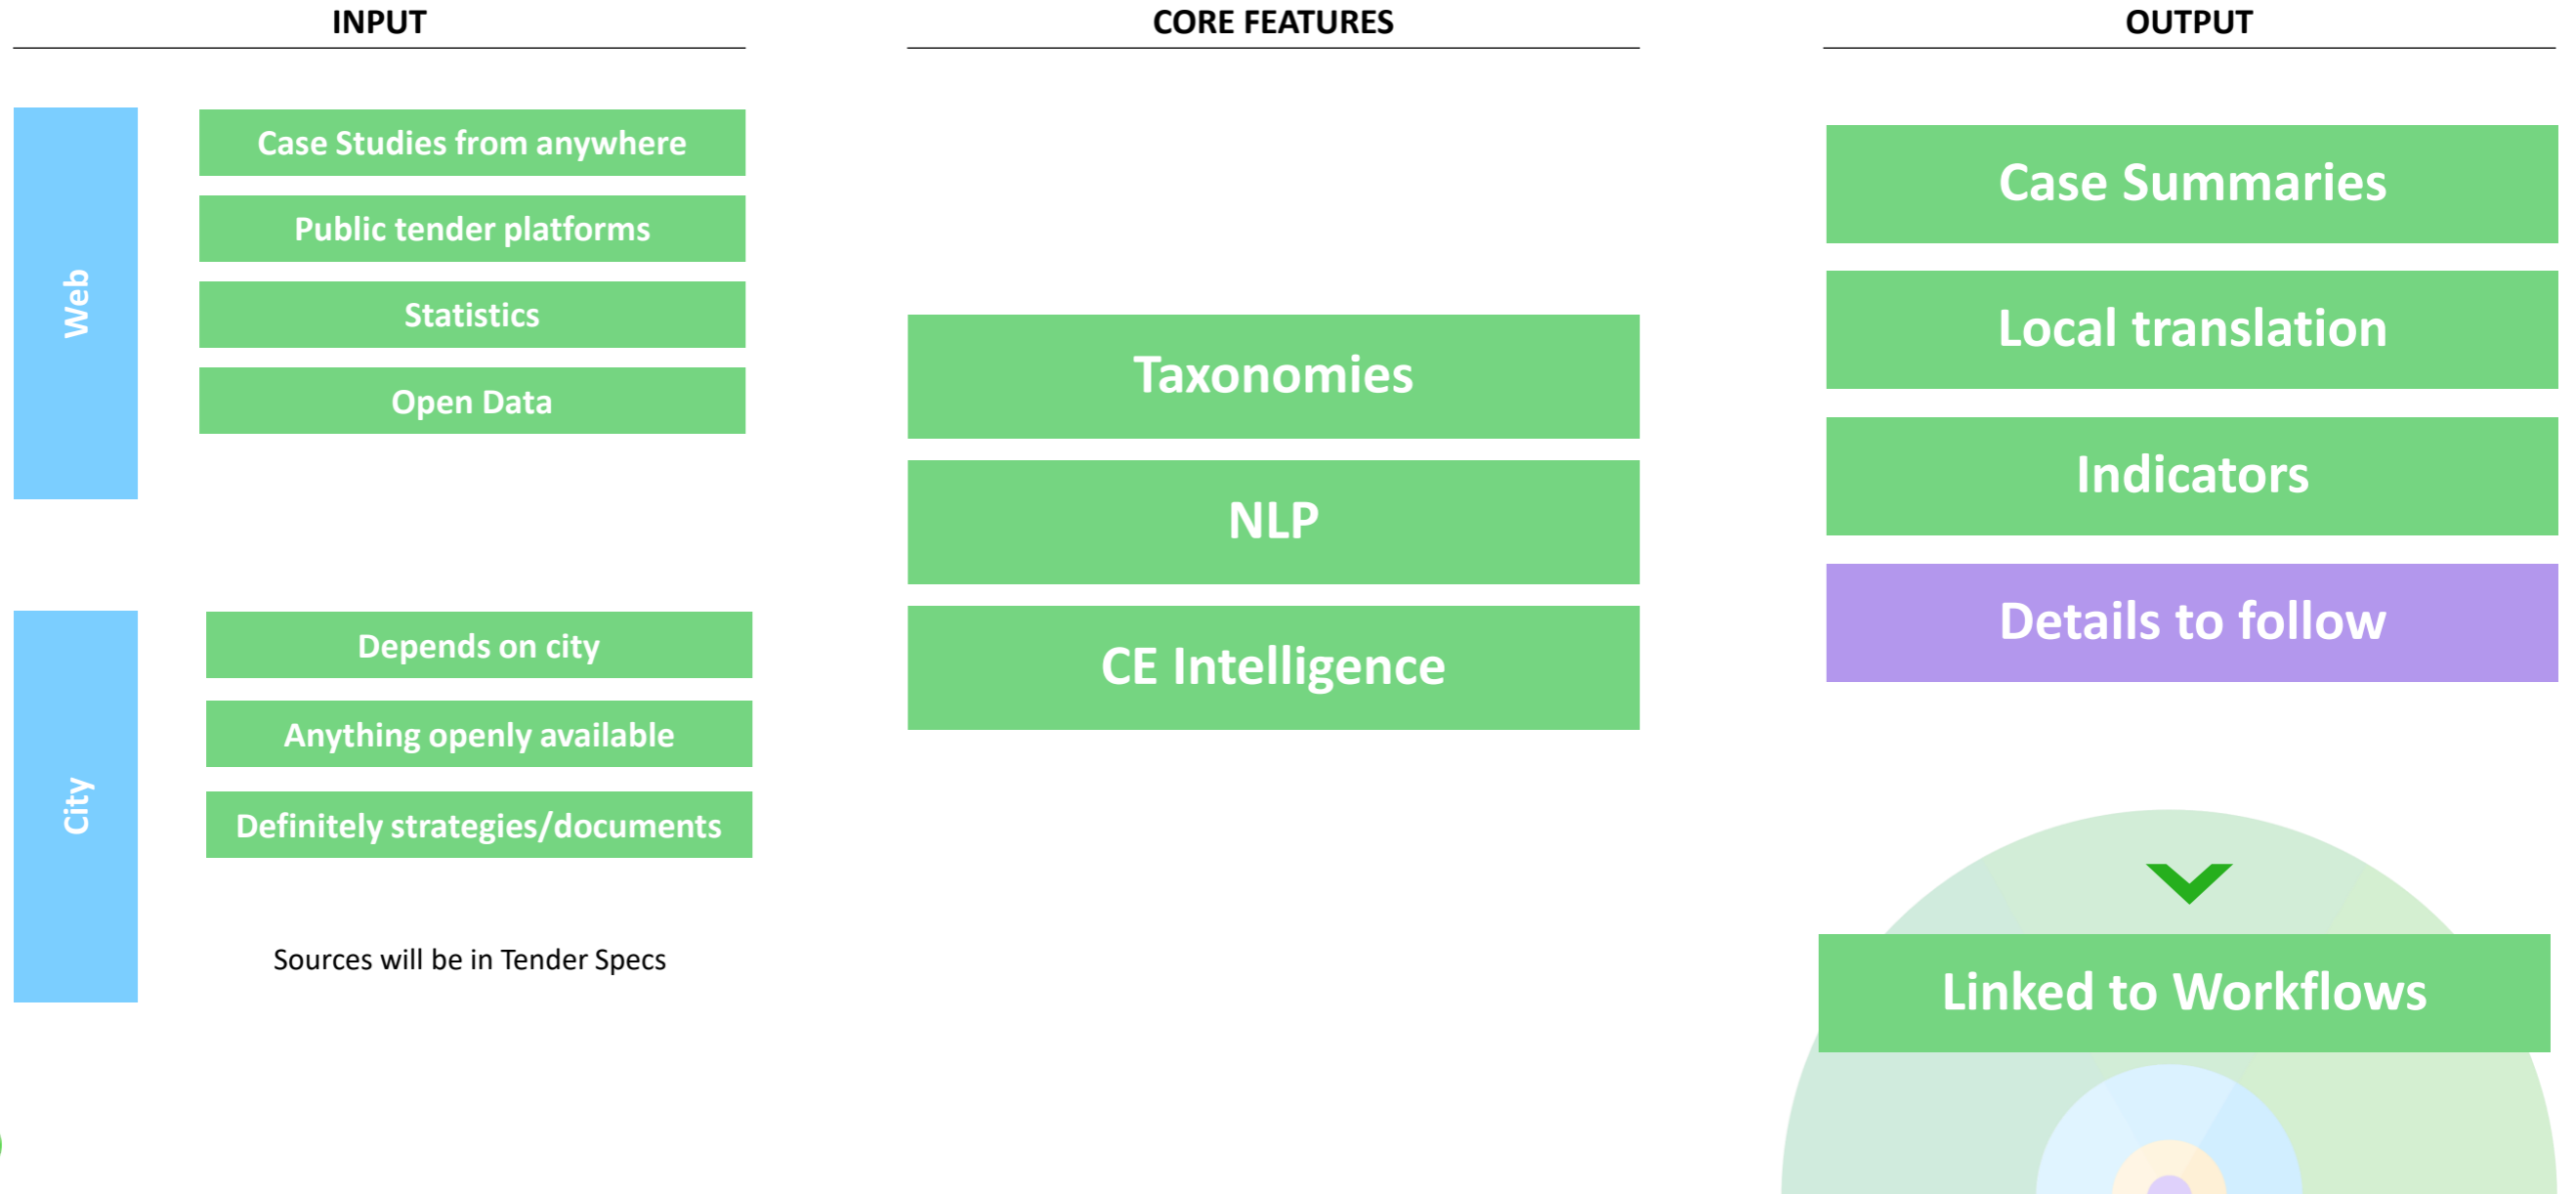 INPUT
Web
Case Studies from anywhere
Public tender platforms
Statistics
Open Data
City
Depends on city
Anything openly available
Definitely strategies/documents
Sources will be in Tender Specs
CORE FEATURES
Taxonomies
NLP
CE Intelligence
OUTPUT
Case Summaries
Local translation
Indicators
Details to follow
Linked to Workflows